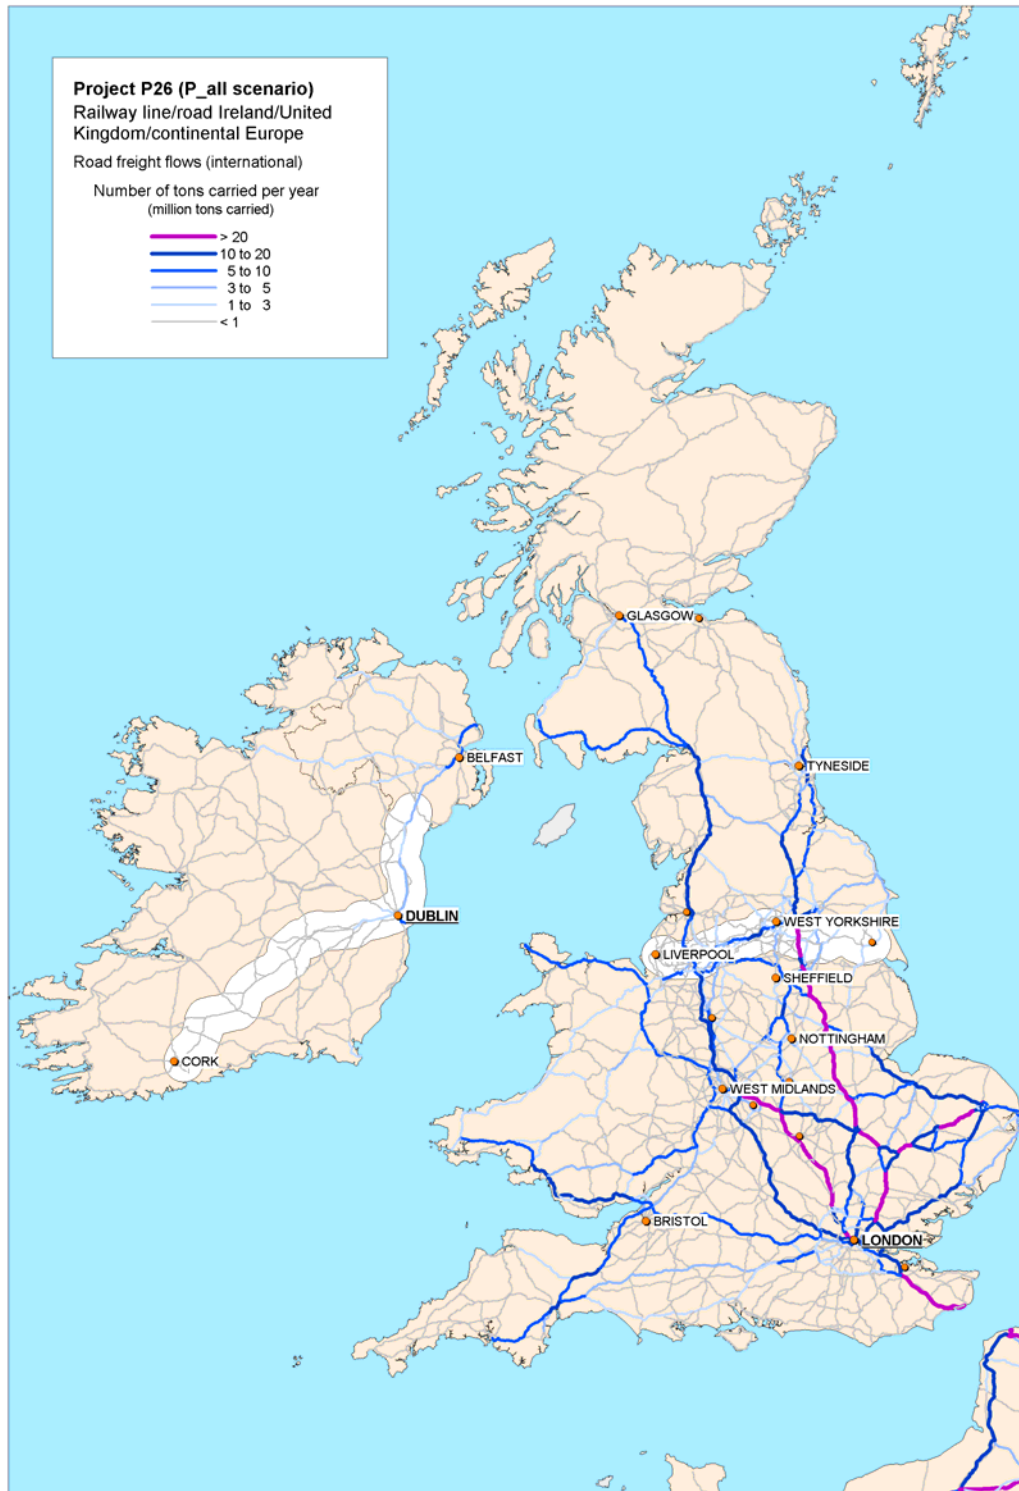 Project P26 (P_all scenario)
Railway line/road Ireland/United
Kingdom/continental Europe
Road freight flows (international)
Number of tons carried per year
(million tons carried)
> 20
10 to 20
5 to 10
3 to 5
1 to 3
< 1
GLASGOW
BELFAST
TYNESIDE
DUBLIN
WEST YORKSHIRE
LIVERPOOL
SHEFFIELD
NOTTINGHAM
CORK
WEST MIDLANDS
BRISTOL
LONDON